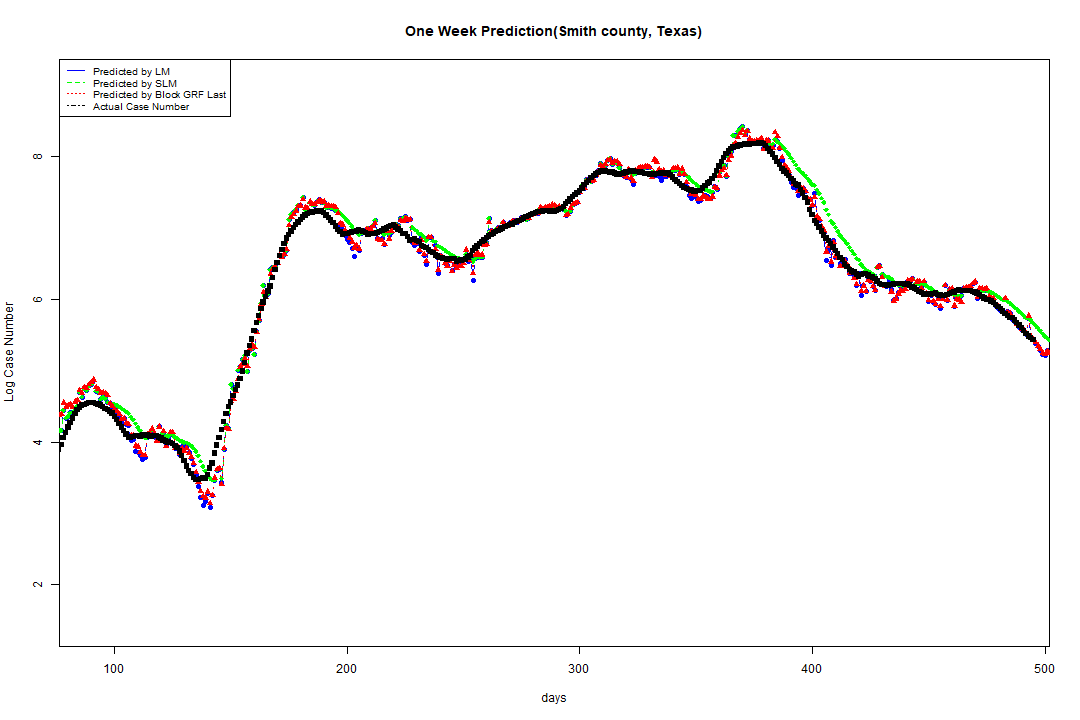 One Week Prediction(Smith county, Texas)
Predicted by LM
Predicted by SLM
Predicted by Block GRF Last
Actual Case Number
8
6
4
2
Log Case Number
100 200 300 400 500
days